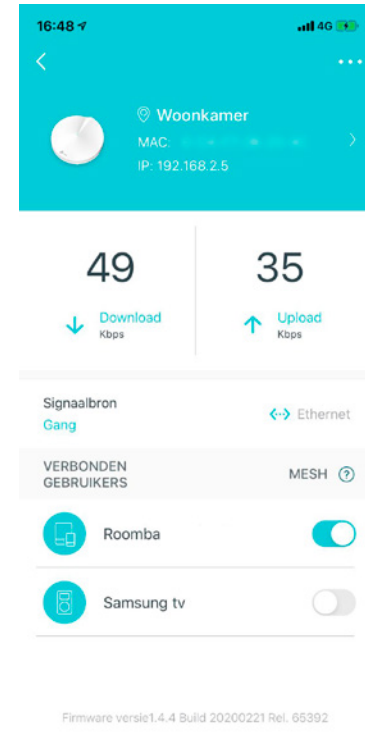 16:48 4G
Woonkamer
MAC:
IP: 192.168.2.5
49 35
Download Upload
Kbps Kbps
Signaalbron
Gang Ethernet
VERBONDEN
GEBRUIKERS MESH ?
Roomba
Samsung tv
Firmware versie1.4.4 Build 20200221 Rel. 65392